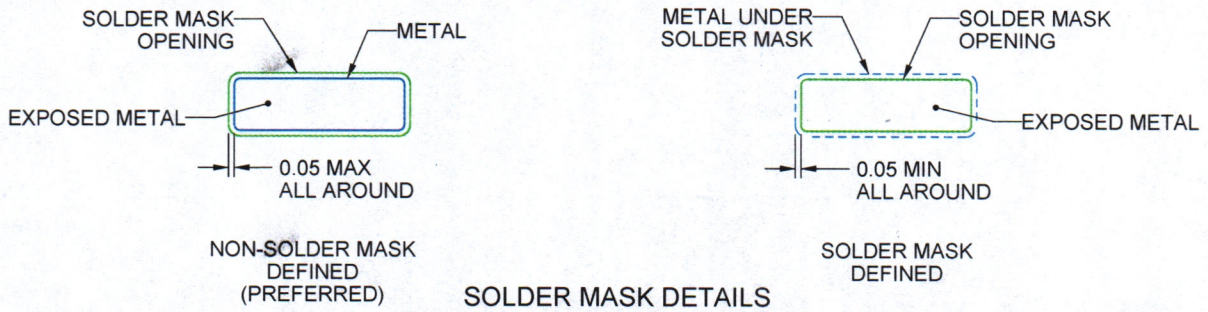 SOLDER MASK
OPENING
METAL
EXPOSED METAL
0.05 MAX
ALL AROUND
NON-SOLDER MASK
DEFINED
(PREFERRED)
METAL UNDER
SOLDER MASK
SOLDER MASK
OPENING
EXPOSED METAL
0.05 MIN
ALL AROUND
SOLDER MASK
DEFINED
SOLDER MASK DETAILS